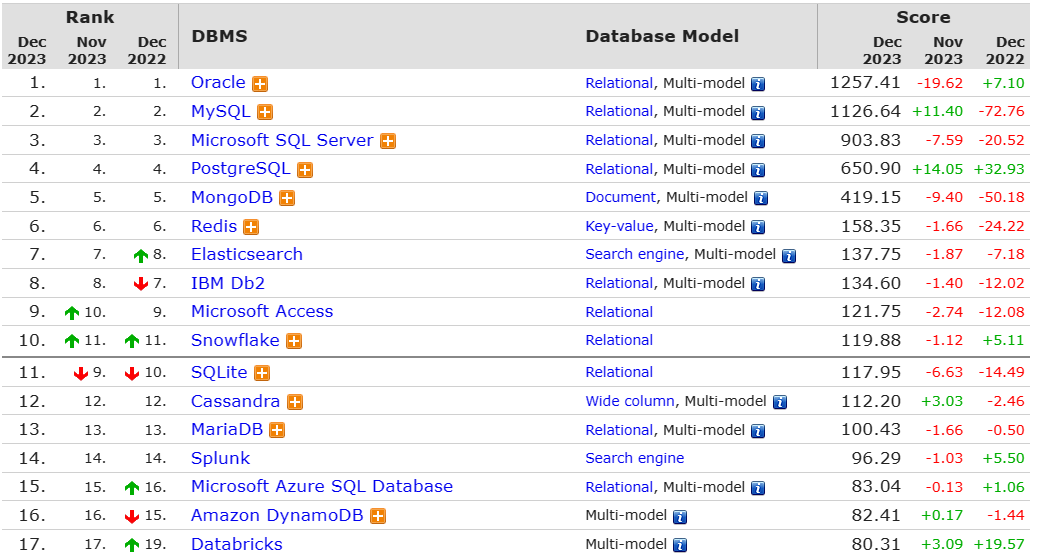 Rank DBMS Database Model Score
Dec 2023 Nov 2023 Dec 2022 Dec 2023 Nov 2023 Dec 2022
1. 1. 1. Oracle Relational, Multi-model 1257.41 -19.62 +7.10
2. 2. 2. MySQL Relational, Multi-model 1126.64 +11.40 -72.76
3. 3. 3. Microsoft SQL Server Relational, Multi-model 903.83 -7.59 -20.52
4. 4. 4. PostgreSQL Relational, Multi-model 650.90 +14.05 +32.93
5. 5. 5. MongoDB Document, Multi-model 419.15 -9.40 -50.18
6. 6. 6. Redis Key-value, Multi-model 158.35 -1.66 -24.22
7. 7. 8. Elasticsearch Search engine, Multi-model 137.75 -1.87 -7.18
8. 8. 7. IBM Db2 Relational, Multi-model 134.60 -1.40 -12.02
9. 10. 9. Microsoft Access Relational 121.75 -2.74 -12.08
10. 11. 11. Snowflake Relational 119.88 -1.12 +5.11
11. 9. 10. SQLite Relational 117.95 -6.63 -14.49
12. 12. 12. Cassandra Wide column, Multi-model 112.20 +3.03 -2.46
13. 13. 13. MariaDB Relational, Multi-model 100.43 -1.66 -0.50
14. 14. 14. Splunk Search engine 96.29 -1.03 +5.50
15. 15. 16. Microsoft Azure SQL Database Relational, Multi-model 83.04 -0.13 +1.06
16. 16. 15. Amazon DynamoDB Multi-model 82.41 +0.17 -1.44
17. 17. 19. Databricks Multi-model 80.31 +3.09 +19.57